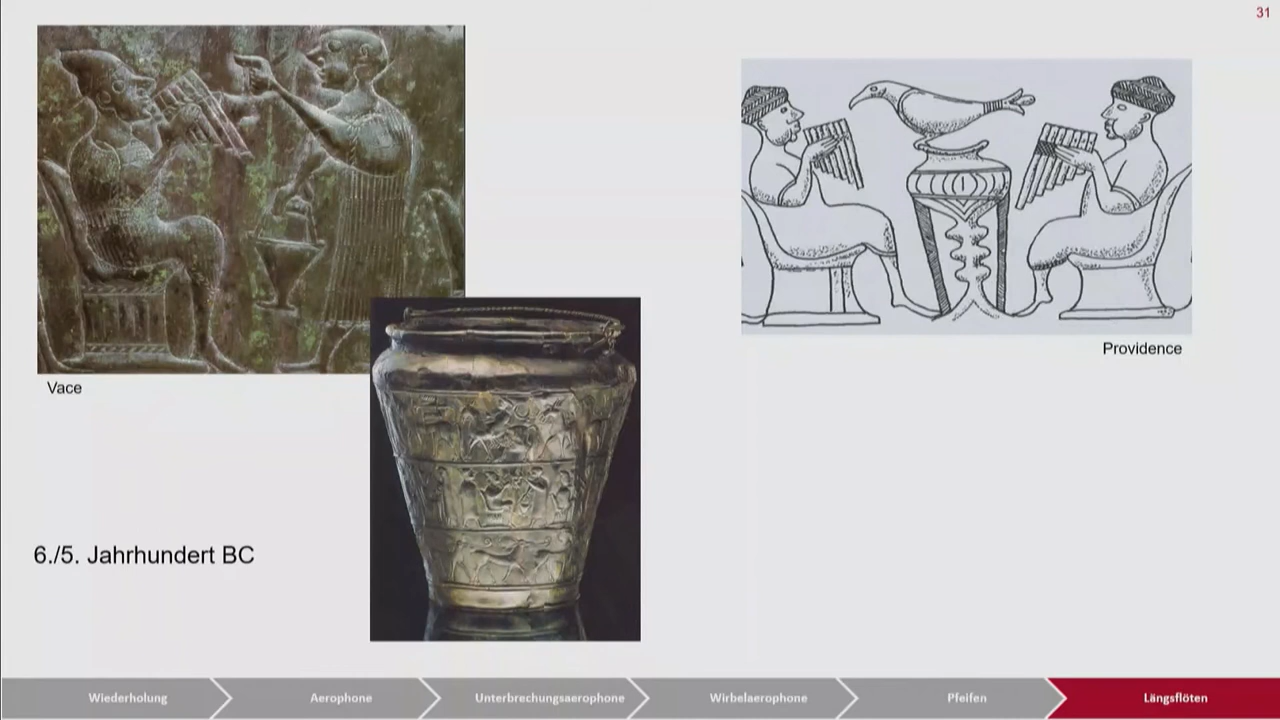 31
Vace
Providence
6./5. Jahrhundert BC
Wiederholung
Aerophone
Unterbrechungsaerophone
Wirbelaerophone
Pfeifen
Längsflöten